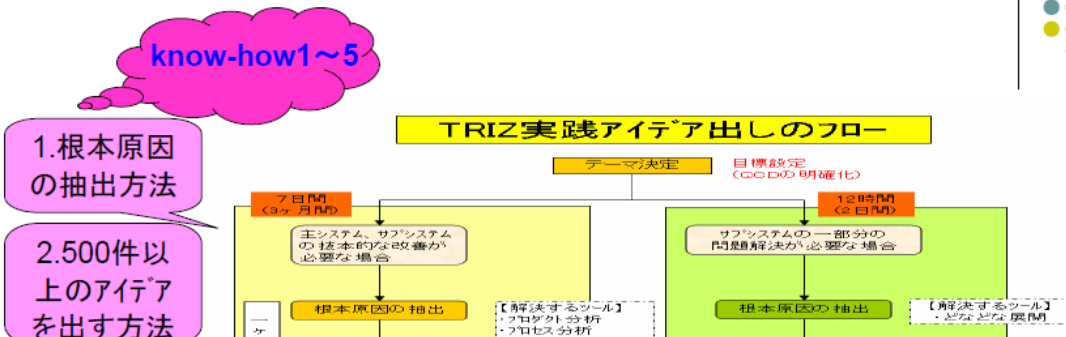 know-how1～5
1.根本原因
の抽出方法
2.500件以
上のアイデア
を出す方法
TRIZ実践アイデア出しのフロー
テーマ決定
目標設定
(QCDの明確化)
7日間
(3ヶ月間)
主システム、サブシステム
の抜本的な改善が
必要な場合
根本原因の抽出
【解決するツール】
・プロダクト分析
・プロセス分析
一
ヶ
12時間
(2日間)
サブシステムの一部分の
問題解決が必要な場合
根本原因の抽出
【解決するツール】
・どなどな展開